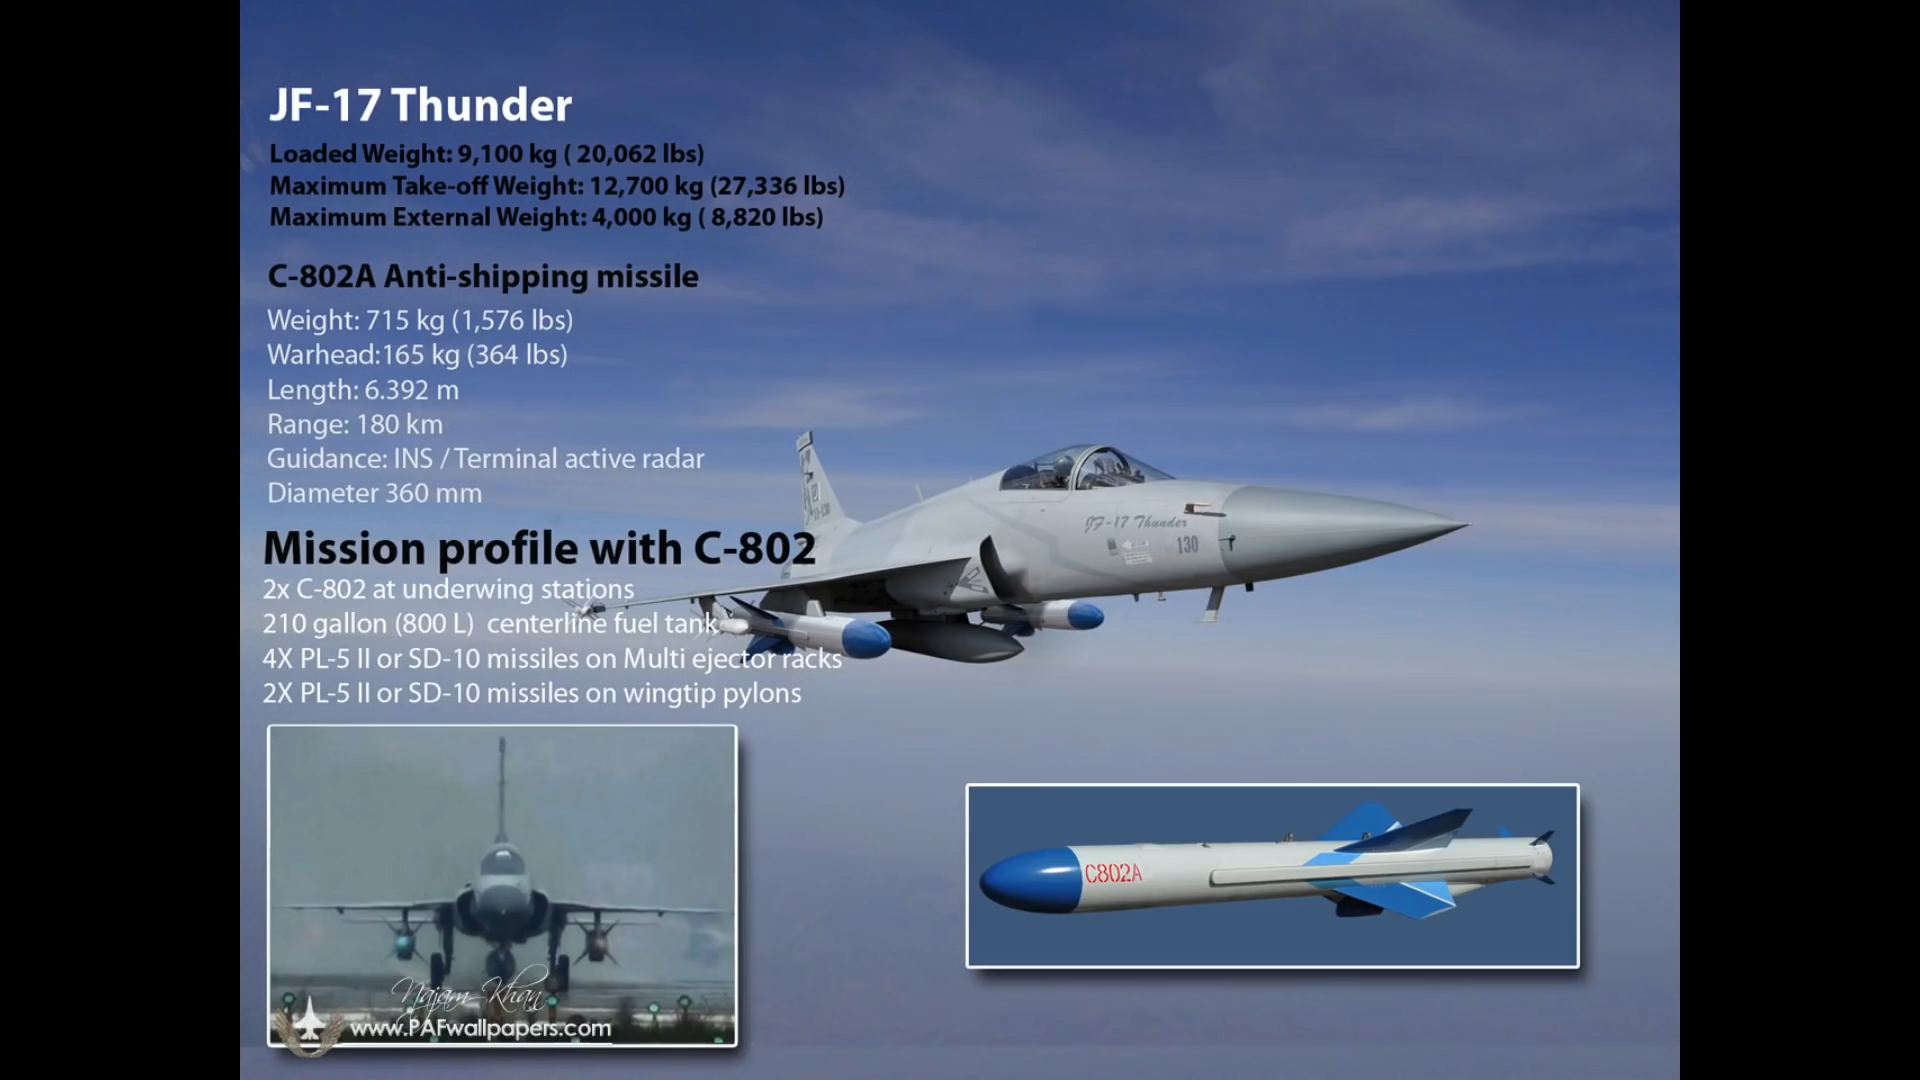 JF-17 Thunder
Loaded Weight: 9,100 kg ( 20,062 lbs)
Maximum Take-off Weight: 12,700 kg (27,336 lbs)
Maximum External Weight: 4,000 kg ( 8,820 lbs)
C-802A Anti-shipping missile
Weight: 715 kg (1,576 lbs)
Warhead:165 kg (364 lbs)
Length: 6.392 m
Range: 180 km
Guidance: INS / Terminal active radar
Diameter 360 mm
JF-17 Thunder
130
Mission profile with C-802
2x C-802 at underwing stations
210 gallon (800 L)  centerline fuel tank
4X PL-5 II or SD-10 missiles on Multi ejector racks
2X PL-5 II or SD-10 missiles on wingtip pylons
C802A
Najam Khan
www.PAFwallpapers.com